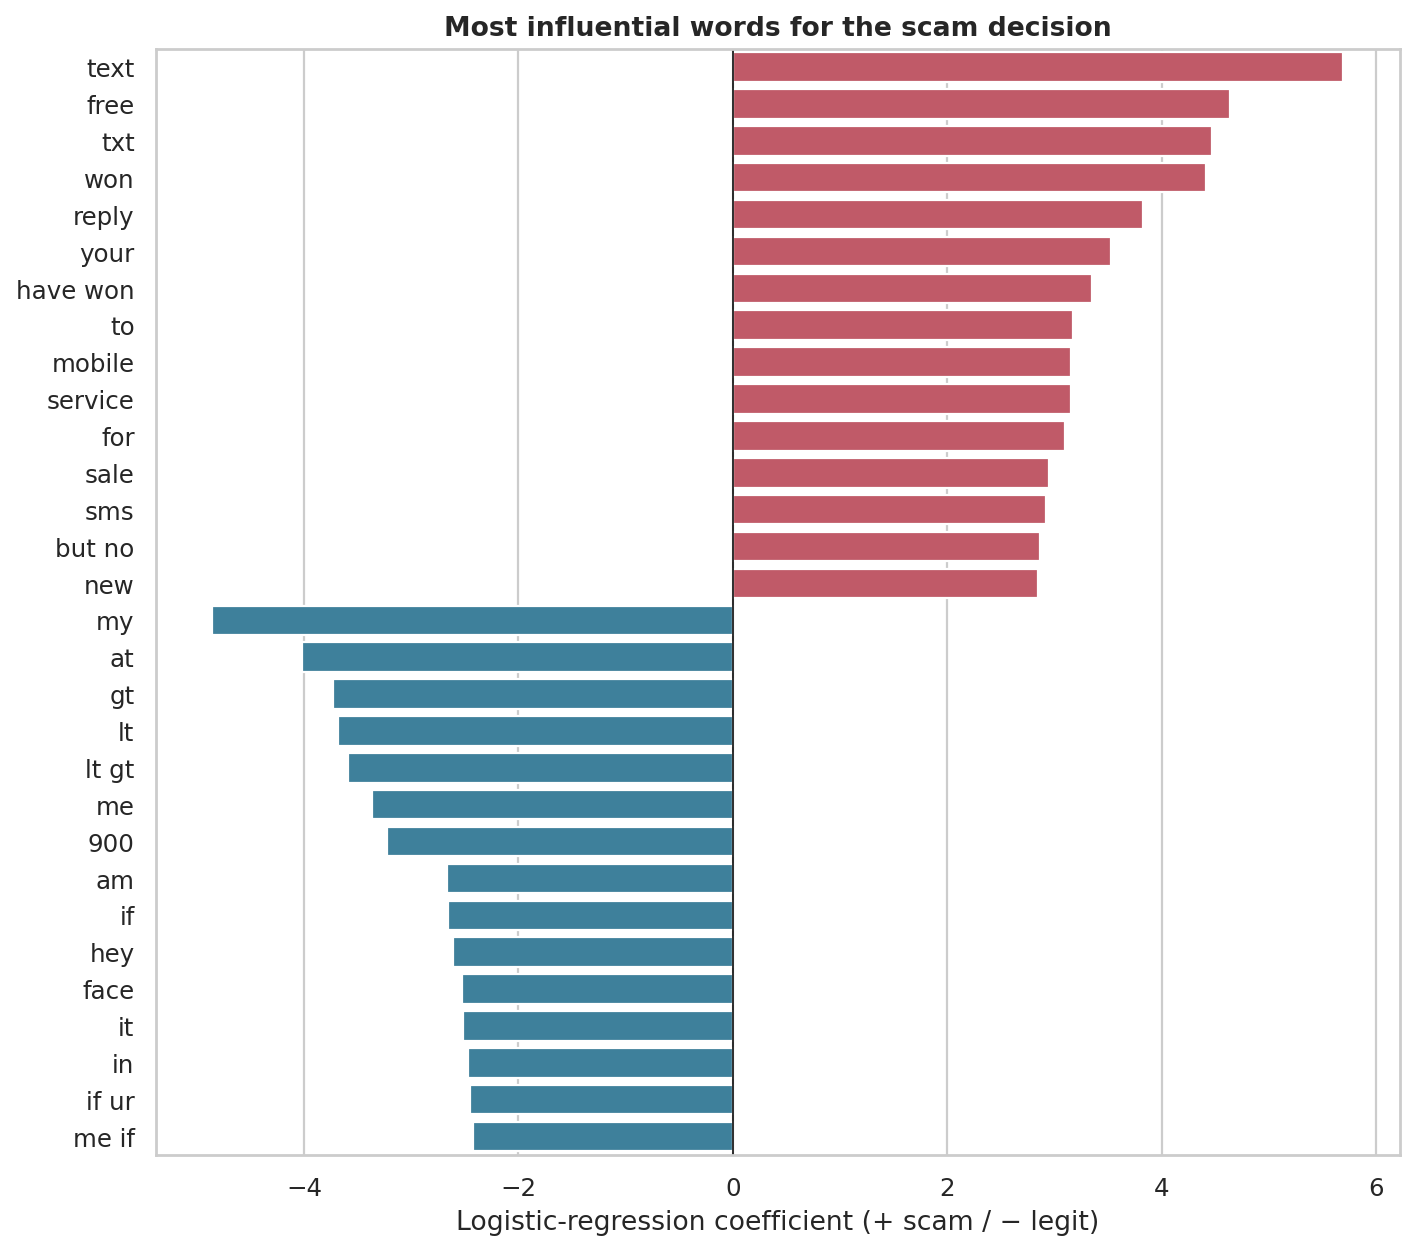 Most influential words for the scam decision
text
free
txt
won
reply
your
have won
to
mobile
service
for
sale
sms
but no
new
my
at
gt
lt
lt gt
me
900
am
if
hey
face
it
in
if ur
me if
−4 −2 0 2 4 6
Logistic-regression coefficient (+ scam / − legit)